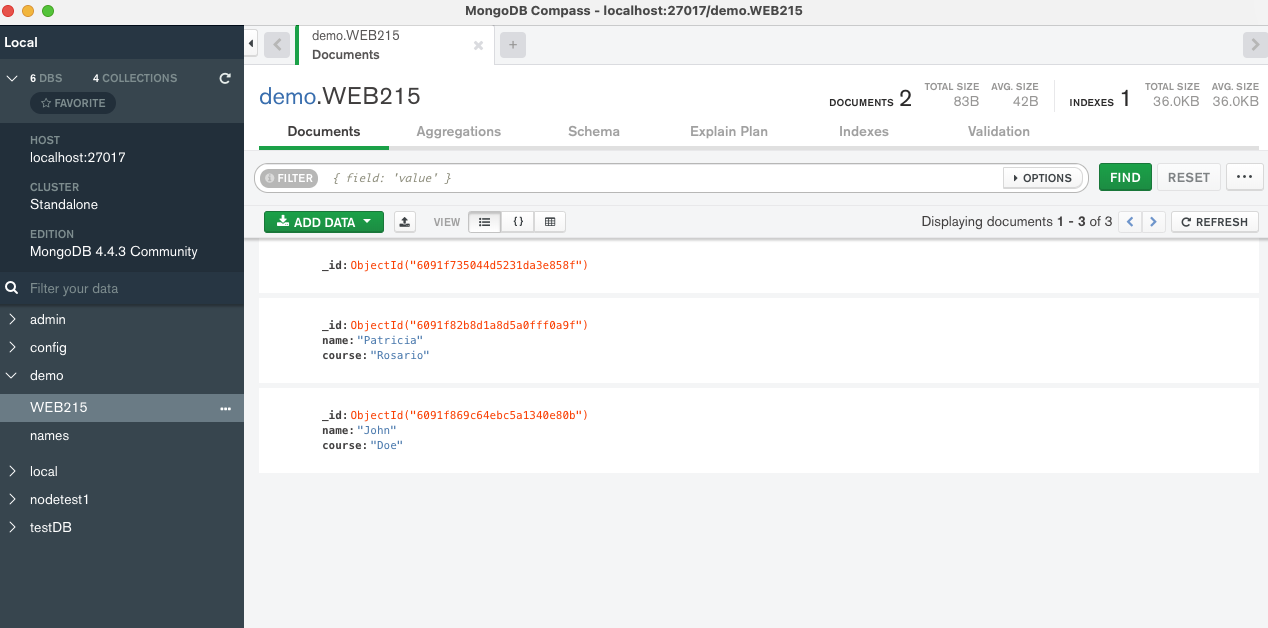 MongoDB Compass - localhost:27017/demo.WEB215
Local
6 DBS 4 COLLECTIONS
FAVORITE
HOST
localhost:27017
CLUSTER
Standalone
EDITION
MongoDB 4.4.3 Community
Filter your data
admin
config
demo
WEB215
names
local
nodetest1
testDB
demo.WEB215
Documents
demo.WEB215
DOCUMENTS 2
TOTAL SIZE
83B
AVG. SIZE
42B
INDEXES 1
TOTAL SIZE
36.0KB
AVG. SIZE
36.0KB
Documents Aggregations Schema Explain Plan Indexes Validation
FILTER { field: 'value' } OPTIONS FIND RESET
ADD DATA VIEW {} Displaying documents 1 - 3 of 3 REFRESH
_id: ObjectId("6091f735044d5231da3e858f")
_id: ObjectId("6091f82b8d1a8d5a0fff0a9f")
name: "Patricia"
course: "Rosario"
_id: ObjectId("6091f869c64ebc5a1340e80b")
name: "John"
course: "Doe"